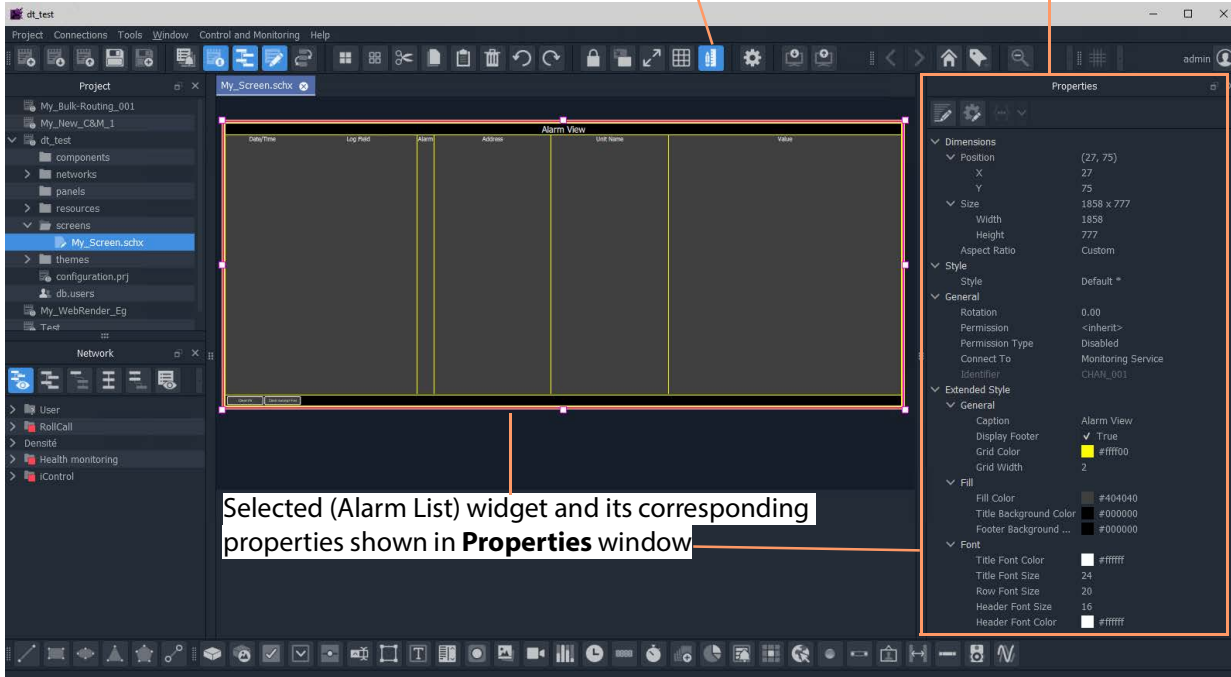 dt_test
Project Connections Tools Window Control and Monitoring Help
admin
Project
My_Screen.schx
Properties
My_Bulk-Routing_001
My_New_C&M_1
dt_test
components
networks
panels
resources
screens
My_Screen.schx
themes
configuration.prj
db.users
My_WebRender_Eg
Test
Network
User
RollCall
Densité
Health monitoring
iControl
Alarm View
Date/Time Log Field Alarm Address Unit Name Value
Selected (Alarm List) widget and its corresponding
properties shown in Properties window
Dimensions
Position (27, 75)
X 27
Y 75
Size 1858 x 777
Width 1858
Height 777
Aspect Ratio Custom
Style
Style Default *
General
Rotation 0.00
Permission <inherit>
Permission Type Disabled
Connect To Monitoring Service
Identifier CHAN_001
Extended Style
General
Caption Alarm View
Display Footer True
Grid Color #ffff00
Grid Width 2
Fill
Fill Color #404040
Title Background Color #000000
Footer Background ... #000000
Font
Title Font Color #ffffff
Title Font Size 24
Row Font Size 20
Header Font Size 16
Header Font Color #ffffff